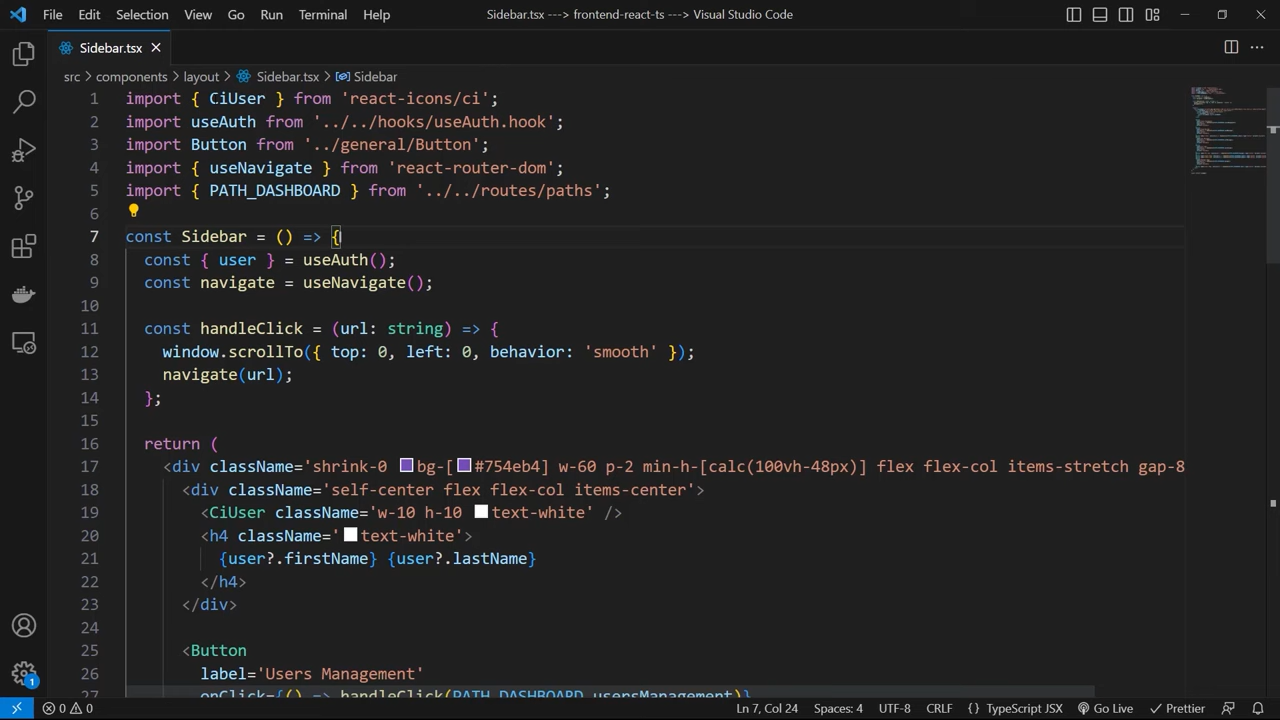 File Edit Selection View Go Run Terminal Help Sidebar.tsx ---> frontend-react-ts ---> Visual Studio Code
Sidebar.tsx
src > components > layout > Sidebar.tsx > Sidebar
1 import { CiUser } from 'react-icons/ci';
2 import useAuth from '../../hooks/useAuth.hook';
3 import Button from '../general/Button';
4 import { useNavigate } from 'react-router-dom';
5 import { PATH_DASHBOARD } from '../../routes/paths';
6
7 const Sidebar = () => {
8 const { user } = useAuth();
9 const navigate = useNavigate();
10
11 const handleClick = (url: string) => {
12 window.scrollTo({ top: 0, left: 0, behavior: 'smooth' });
13 navigate(url);
14 };
15
16 return (
17 <div className='shrink-0 bg-[#754eb4] w-60 p-2 min-h-[calc(100vh-48px)] flex flex-col items-stretch gap-8
18 <div className='self-center flex flex-col items-center'>
19 <CiUser className='w-10 h-10 text-white' />
20 <h4 className='text-white'>
21 {user?.firstName} {user?.lastName}
22 </h4>
23 </div>
24
25 <Button
26 label='Users Management'
27 onClick={() => handleClick(PATH_DASHBOARD.usersManagement)}
1
0 0 Ln 7, Col 24 Spaces: 4 UTF-8 CRLF {} TypeScript JSX Go Live Prettier